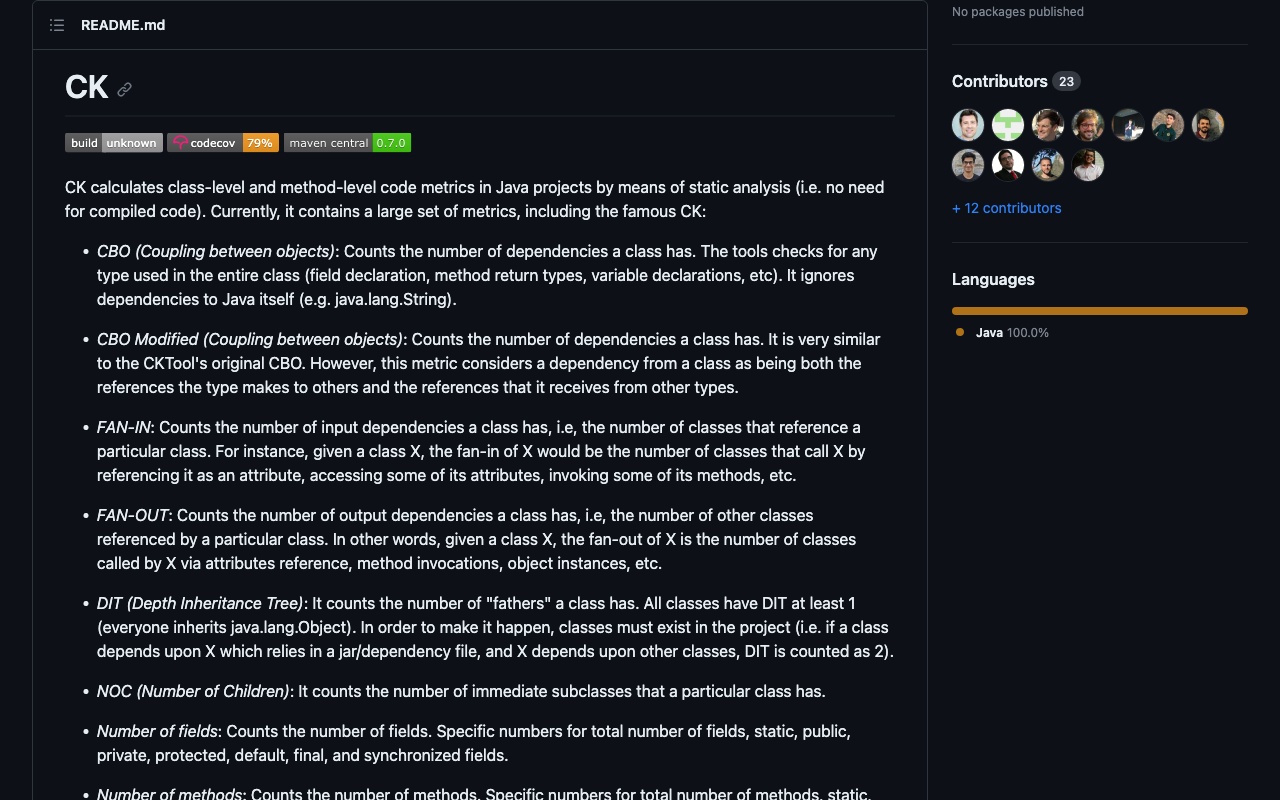 README.md
CK
build unknown codecov 79% maven central 0.7.0
CK calculates class-level and method-level code metrics in Java projects by means of static analysis (i.e. no need
for compiled code). Currently, it contains a large set of metrics, including the famous CK:
• CBO (Coupling between objects): Counts the number of dependencies a class has. The tools checks for any
type used in the entire class (field declaration, method return types, variable declarations, etc). It ignores
dependencies to Java itself (e.g. java.lang.String).
• CBO Modified (Coupling between objects): Counts the number of dependencies a class has. It is very similar
to the CKTool's original CBO. However, this metric considers a dependency from a class as being both the
references the type makes to others and the references that it receives from other types.
• FAN-IN: Counts the number of input dependencies a class has, i.e, the number of classes that reference a
particular class. For instance, given a class X, the fan-in of X would be the number of classes that call X by
referencing it as an attribute, accessing some of its attributes, invoking some of its methods, etc.
• FAN-OUT: Counts the number of output dependencies a class has, i.e, the number of other classes
referenced by a particular class. In other words, given a class X, the fan-out of X is the number of classes
called by X via attributes reference, method invocations, object instances, etc.
• DIT (Depth Inheritance Tree): It counts the number of "fathers" a class has. All classes have DIT at least 1
(everyone inherits java.lang.Object). In order to make it happen, classes must exist in the project (i.e. if a class
depends upon X which relies in a jar/dependency file, and X depends upon other classes, DIT is counted as 2).
• NOC (Number of Children): It counts the number of immediate subclasses that a particular class has.
• Number of fields: Counts the number of fields. Specific numbers for total number of fields, static, public,
private, protected, default, final, and synchronized fields.
• Number of methods: Counts the number of methods. Specific numbers for total number of methods, static,
No packages published
Contributors 23
+ 12 contributors
Languages
Java 100.0%